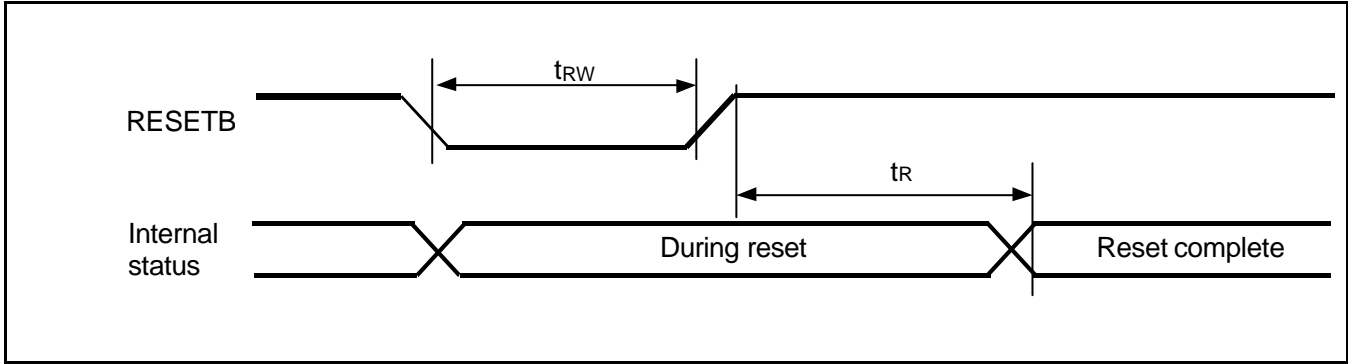 tRW
RESETB
tR
Internal
status
During reset
Reset complete